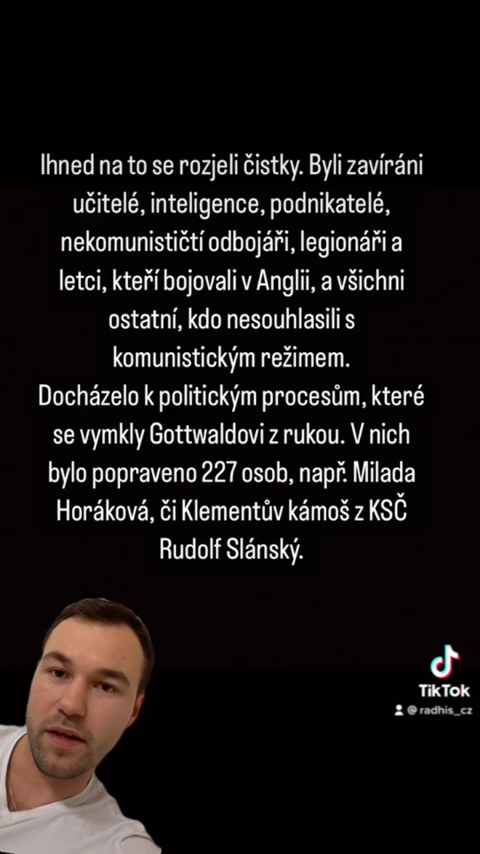 Ihned na to se rozjeli čistky. Byli zavíráni
učitelé, inteligence, podnikatelé,
nekomunističtí odbojáři, legionáři a
letci, kteří bojovali v Anglii, a všichni
ostatní, kdo nesouhlasili s
komunistickým režimem.
Docházelo k politickým procesům, které
se vymkly Gottwaldovi z rukou. V nich
bylo popraveno 227 osob, např. Milada
Horáková, či Klementův kámoš z KSČ
Rudolf Slánský.
TikTok
@ radhis_cz